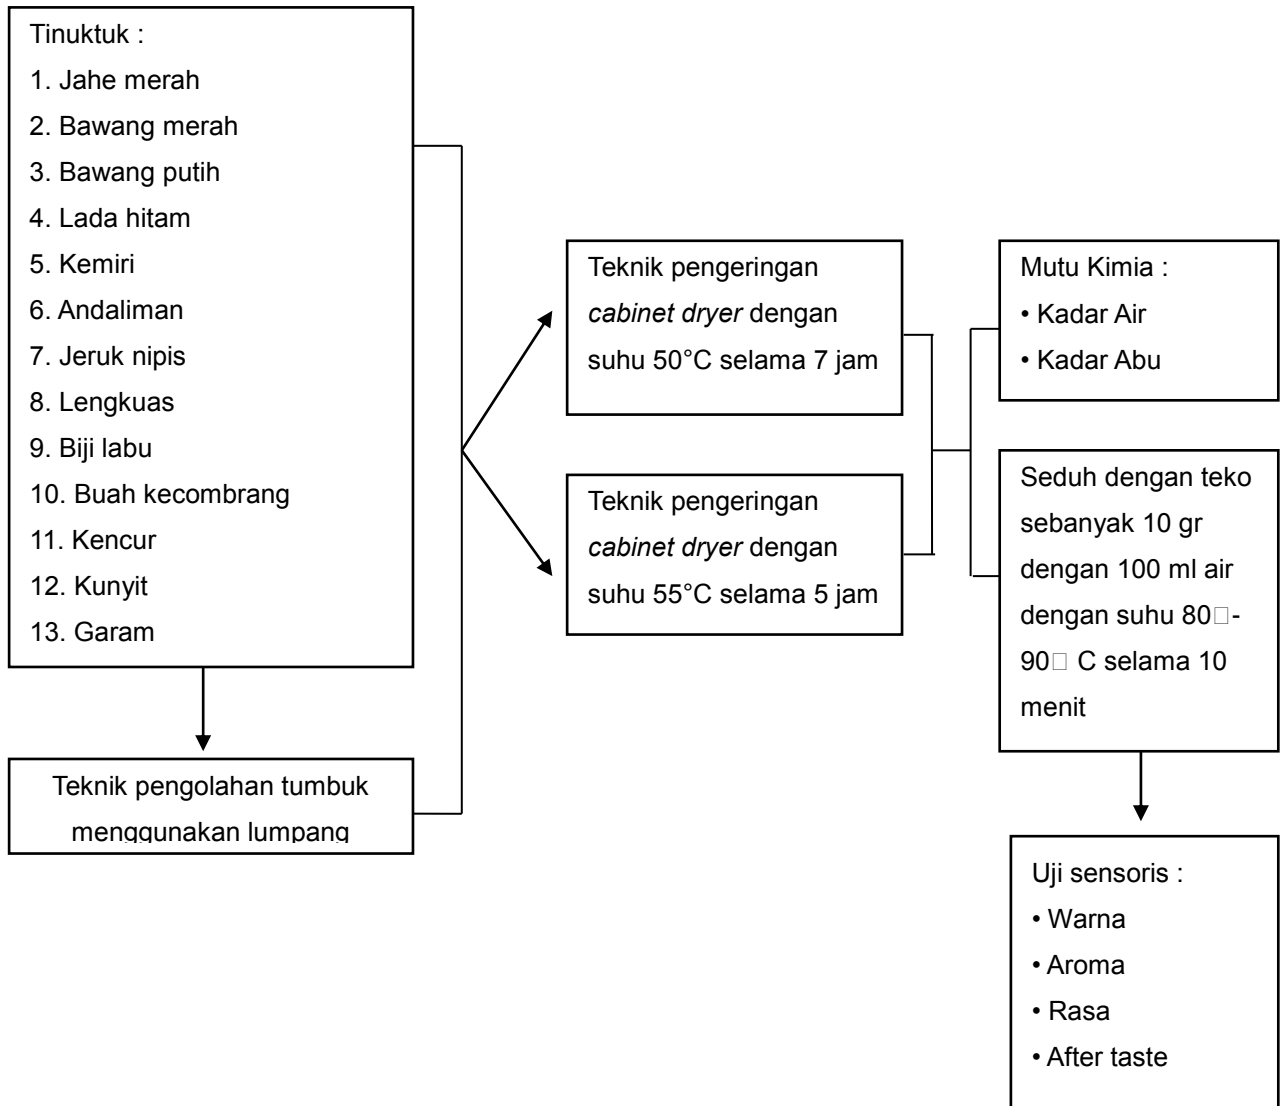 Tinuktuk :
1. Jahe merah
2. Bawang merah
3. Bawang putih
4. Lada hitam
5. Kemiri
6. Andaliman
7. Jeruk nipis
8. Lengkuas
9. Biji labu
10. Buah kecombrang
11. Kencur
12. Kunyit
13. Garam
Teknik pengolahan tumbuk
menggunakan lumpang
Teknik pengeringan
cabinet dryer dengan
suhu 50°C selama 7 jam
Teknik pengeringan
cabinet dryer dengan
suhu 55°C selama 5 jam
Mutu Kimia :
• Kadar Air
• Kadar Abu
Seduh dengan teko
sebanyak 10 gr
dengan 100 ml air
dengan suhu 80□-
90□ C selama 10
menit
Uji sensoris :
• Warna
• Aroma
• Rasa
• After taste